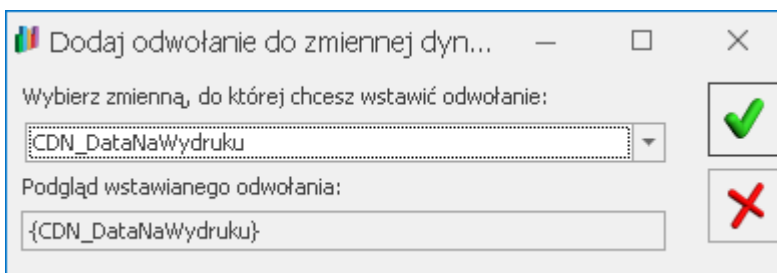 Dodaj odwołanie do zmiennej dyn...
Wybierz zmienną, do której chcesz wstawić odwołanie:
CDN_DataNaWydruku
Podgląd wstawianego odwołania:
{CDN_DataNaWydruku}